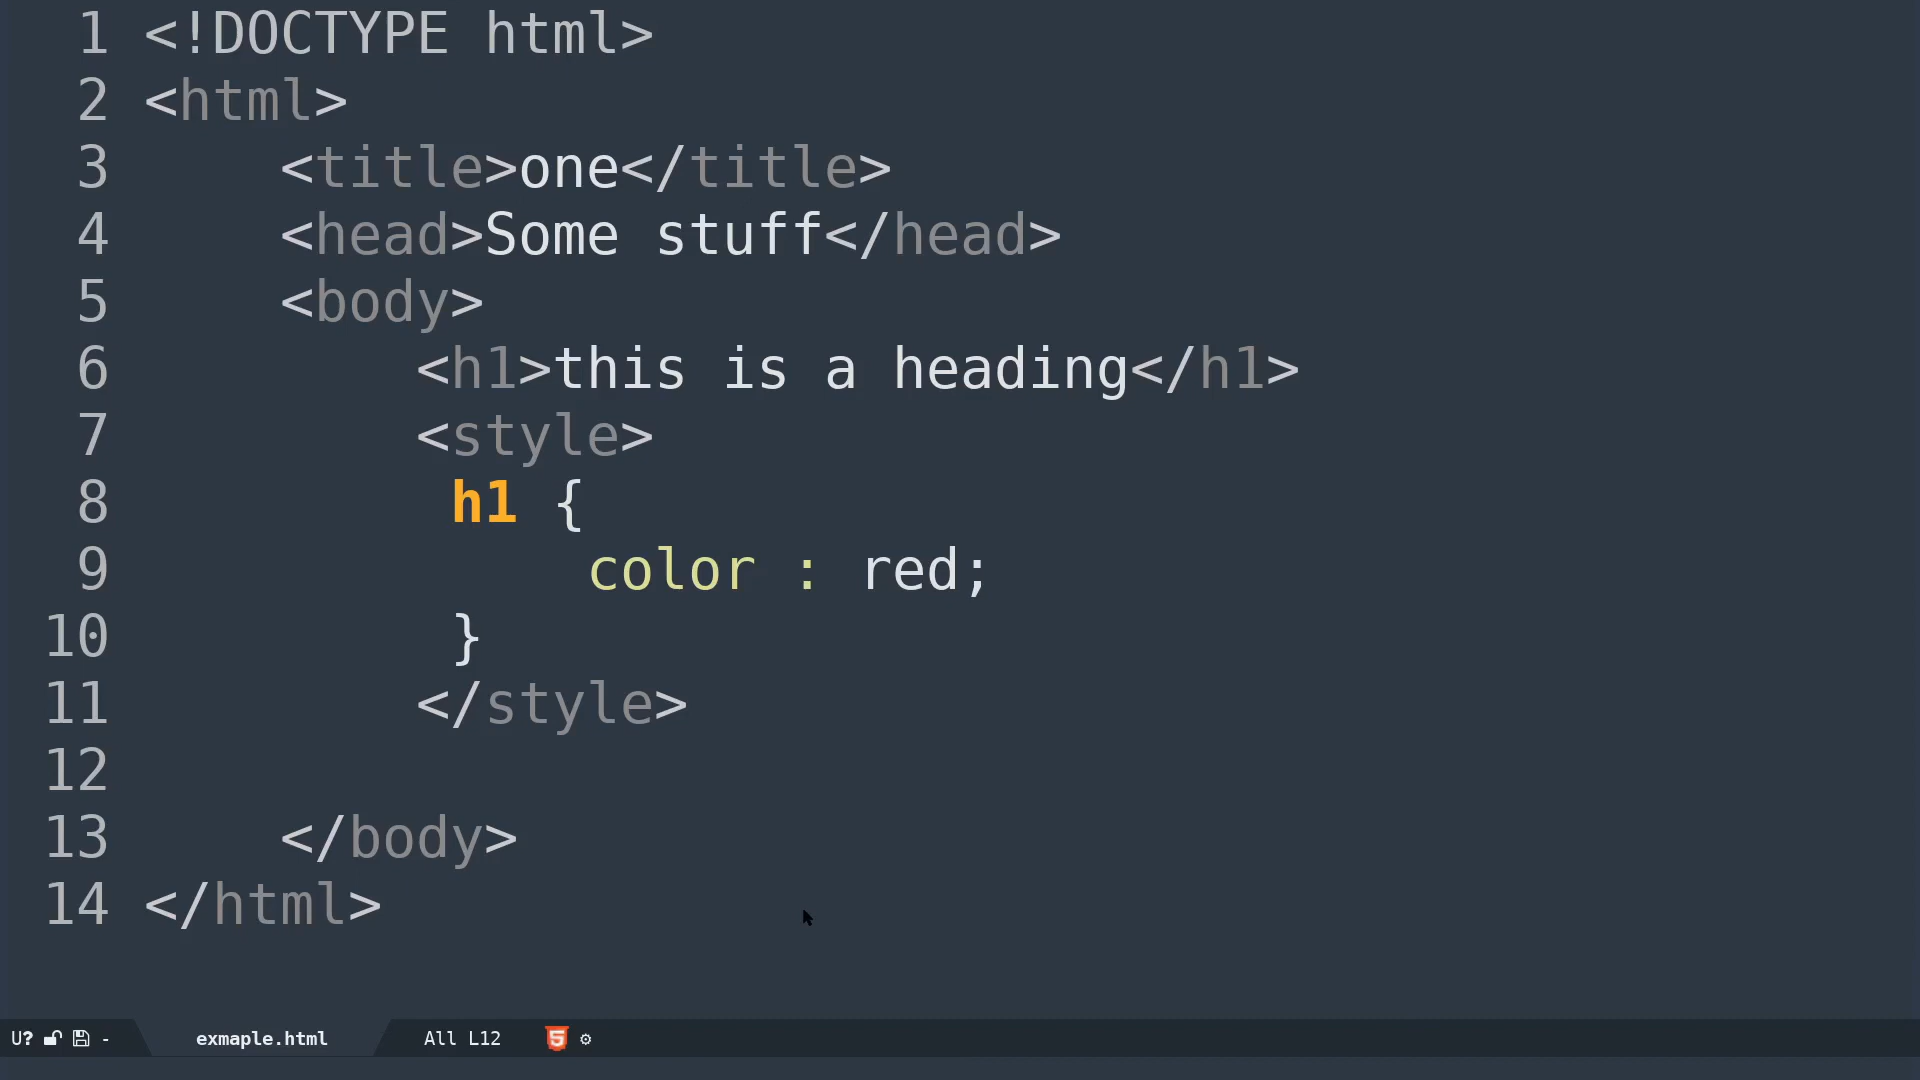 1 <!DOCTYPE html>
2 <html>
3     <title>one</title>
4     <head>Some stuff</head>
5     <body>
6         <h1>this is a heading</h1>
7         <style>
8          h1 {
9              color : red;
10          }
11         </style>
12
13     </body>
14 </html>
U? - exmaple.html All L12